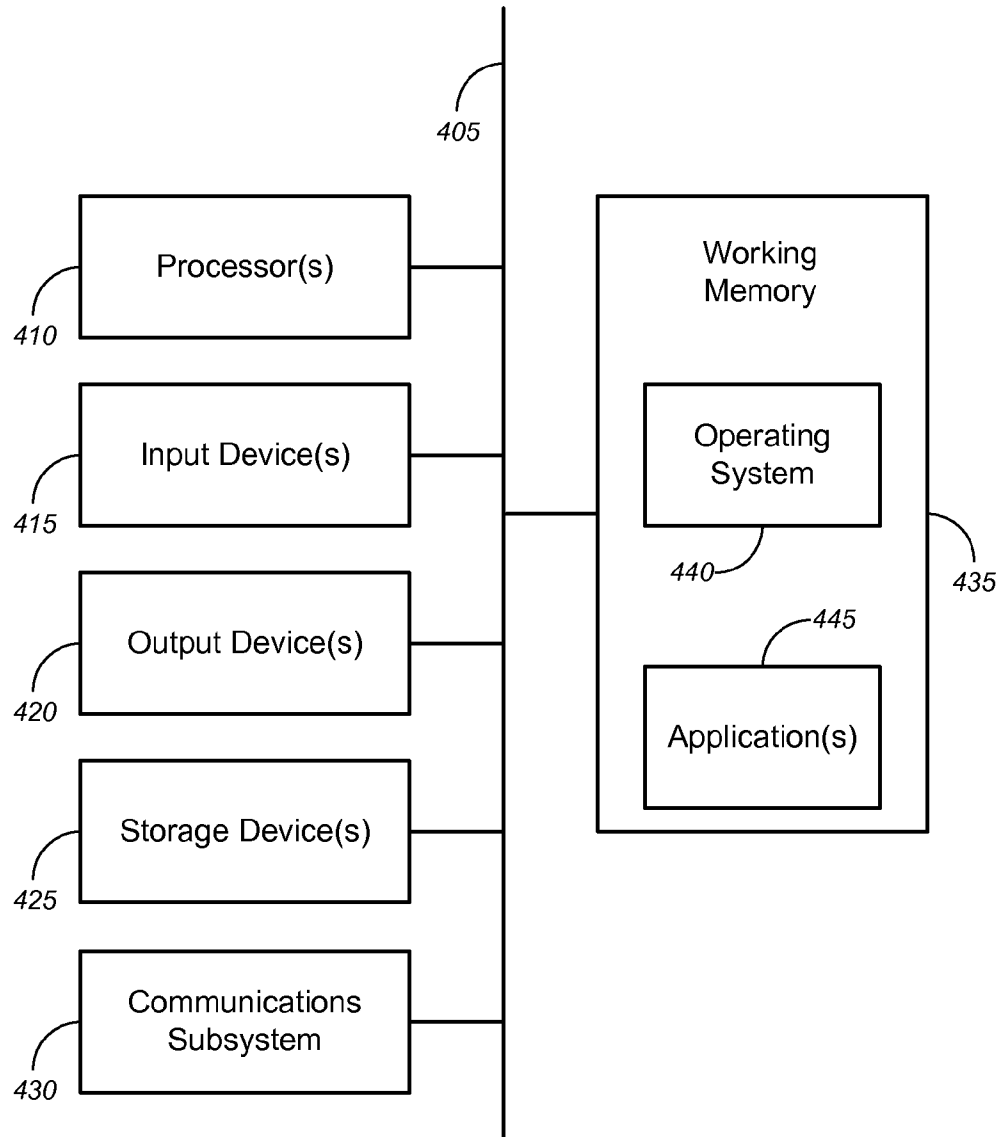 405
Processor(s)
410
Input Device(s)
415
Output Device(s)
420
Storage Device(s)
425
Communications
Subsystem
430
Working
Memory
Operating
System
440
435
445
Application(s)